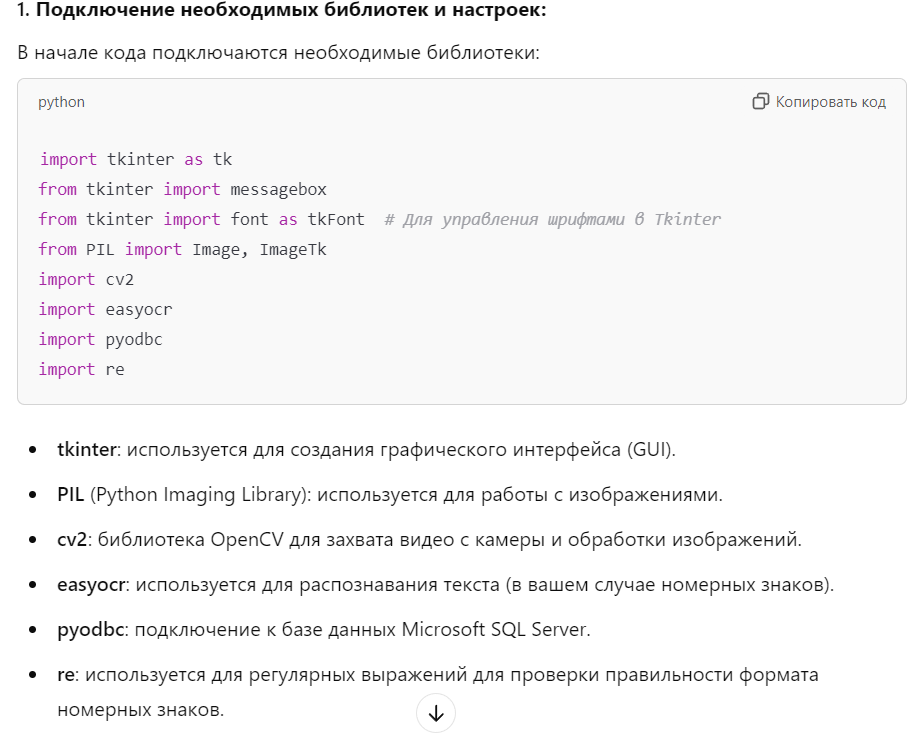 1. Подключение необходимых библиотек и настроек:
В начале кода подключаются необходимые библиотеки:
python
Копировать код
import tkinter as tk
from tkinter import messagebox
from tkinter import font as tkFont  # Для управления шрифтами в Tkinter
from PIL import Image, ImageTk
import cv2
import easyocr
import pyodbc
import re
• tkinter: используется для создания графического интерфейса (GUI).
• PIL (Python Imaging Library): используется для работы с изображениями.
• cv2: библиотека OpenCV для захвата видео с камеры и обработки изображений.
• easyocr: используется для распознавания текста (в вашем случае номерных знаков).
• pyodbc: подключение к базе данных Microsoft SQL Server.
• re: используется для регулярных выражений для проверки правильности формата
номерных знаков.